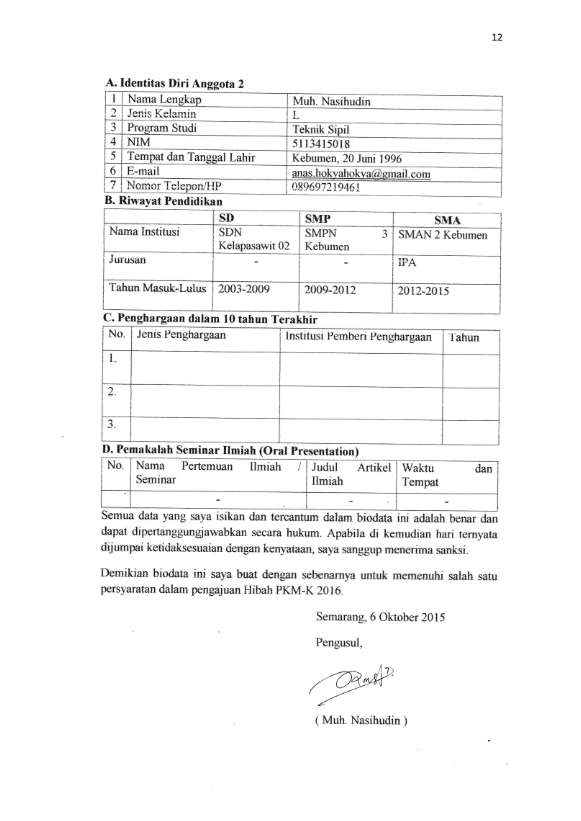 12
A. Identitas Diri Anggota 2
1 Nama Lengkap Muh. Nasihudin
2 Jenis Kelamin L
3 Program Studi Teknik Sipil
4 NIM 5113415018
5 Tempat dan Tanggal Lahir Kebumen, 20 Juni 1996
6 E-mail anas.hokyahokya@gmail.com
7 Nomor Telepon/HP 089697219461
B. Riwayat Pendidikan
SD SMP SMA
Nama Institusi SDN SMPN 3 SMAN 2 Kebumen
Kelapasawit 02 Kebumen
Jurusan - - IPA
Tahun Masuk-Lulus 2003-2009 2009-2012 2012-2015
C. Penghargaan dalam 10 tahun Terakhir
No. Jenis Penghargaan Institusi Pemberi Penghargaan Tahun
1.
2.
3.
D. Pemakalah Seminar Ilmiah (Oral Presentation)
No. Nama Pertemuan Ilmiah / Judul Artikel Waktu dan
Seminar Ilmiah Tempat
- - -
Semua data yang saya isikan dan tercantum dalam biodata ini adalah benar dan
dapat dipertanggungjawabkan secara hukum. Apabila di kemudian hari ternyata
dijumpai ketidaksesuaian dengan kenyataan, saya sanggup menerima sanksi.
Demikian biodata ini saya buat dengan sebenarnya untuk memenuhi salah satu
persyaratan dalam pengajuan Hibah PKM-K 2016.
Semarang, 6 Oktober 2015
Pengusul,
( Muh. Nasihudin )